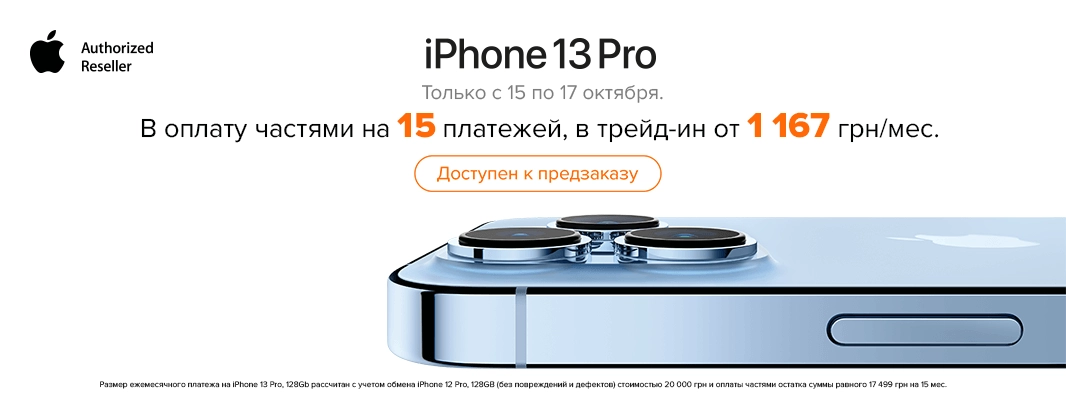 Authorized
Reseller
iPhone 13 Pro
Только с 15 по 17 октября.
В оплату частями на 15 платежей, в трейд-ин от 1 167 грн/мес.
Доступен к предзаказу
Размер ежемесячного платежа на iPhone 13 Pro, 128Gb рассчитан с учетом обмена iPhone 12 Pro, 128GB (без повреждений и дефектов) стоимостью 20 000 грн и оплаты частями остатка суммы равного 17 499 грн на 15 мес.